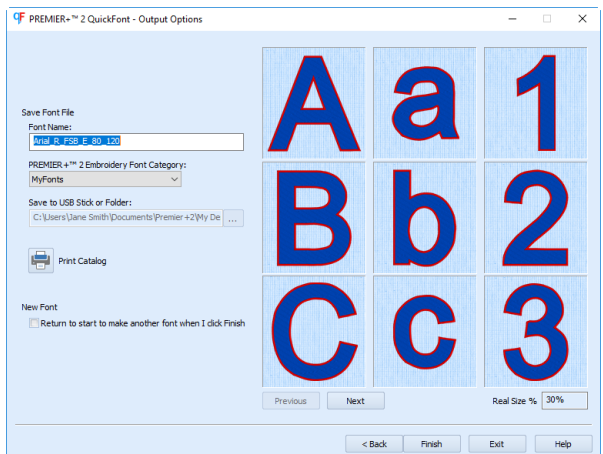 PREMIER+™ 2 QuickFont - Output Options
Save Font File
Font Name:
Arial_R_FSB_E_80_120
PREMIER+™ 2 Embroidery Font Category:
MyFonts
Save to USB Stick or Folder:
C:\Users\Jane Smith\Documents\Premier+2\My De ...
Print Catalog
New Font
Return to start to make another font when I click Finish
A a 1
B b 2
C c 3
Previous Next Real Size % 30%
< Back Finish Exit Help